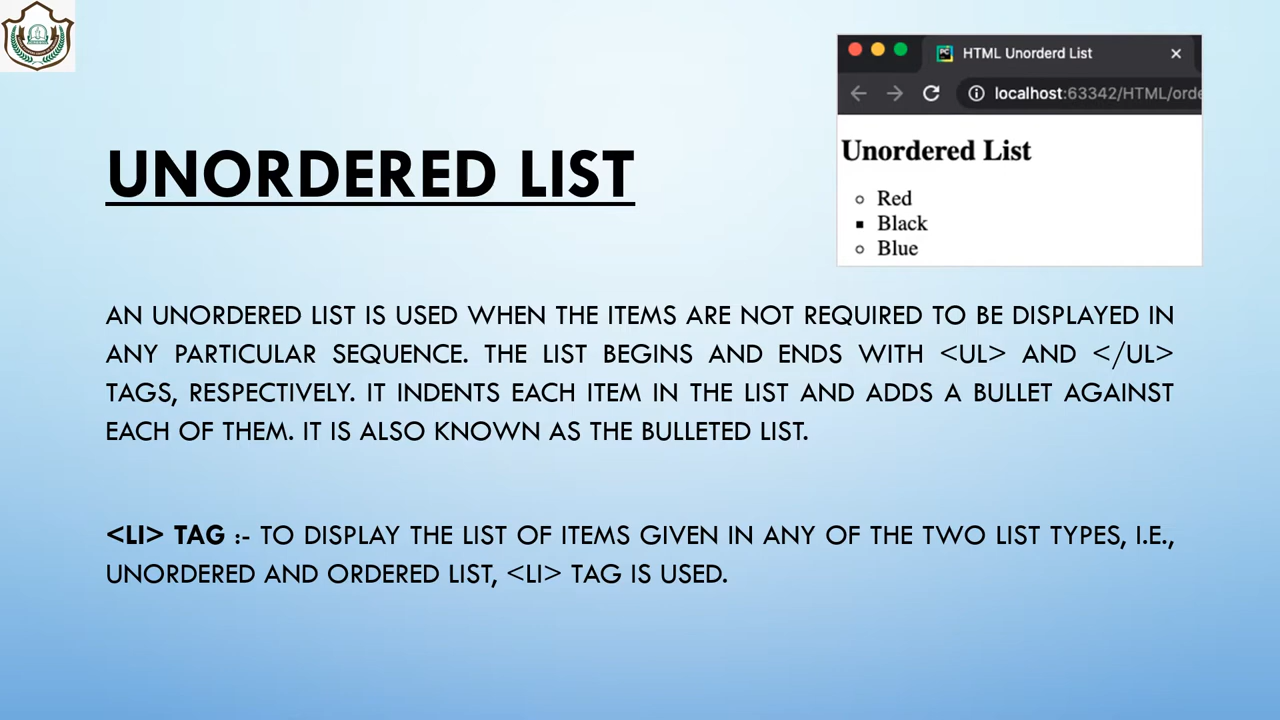 HTML Unorderd List
localhost:63342/HTML/orde
Unordered List
Red
Black
Blue
UNORDERED LIST
AN UNORDERED LIST IS USED WHEN THE ITEMS ARE NOT REQUIRED TO BE DISPLAYED IN
ANY PARTICULAR SEQUENCE. THE LIST BEGINS AND ENDS WITH <UL> AND </UL>
TAGS, RESPECTIVELY. IT INDENTS EACH ITEM IN THE LIST AND ADDS A BULLET AGAINST
EACH OF THEM. IT IS ALSO KNOWN AS THE BULLETED LIST.
<LI> TAG :- TO DISPLAY THE LIST OF ITEMS GIVEN IN ANY OF THE TWO LIST TYPES, I.E.,
UNORDERED AND ORDERED LIST, <LI> TAG IS USED.